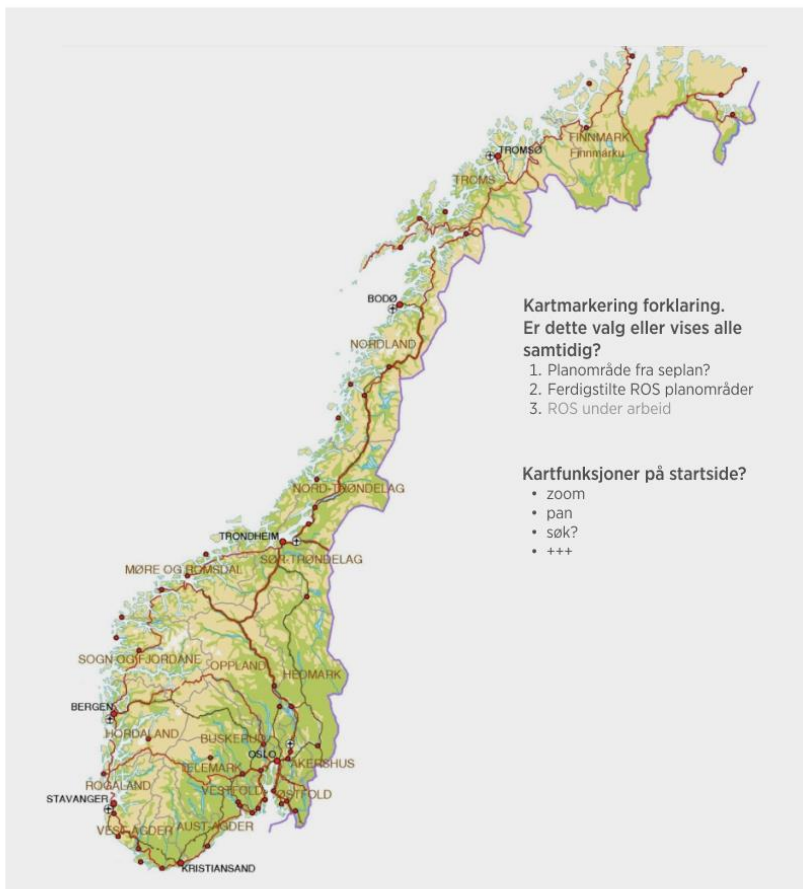 FINNMARK
Finnmárku
TROMSØ
TROMS
BODØ
NORDLAND
Kartmarkering forklaring.
Er dette valg eller vises alle
samtidig?
1. Planområde fra seplan?
2. Ferdigstilte ROS planområder
3. ROS under arbeid
Kartfunksjoner på startside?
• zoom
• pan
• søk?
• +++
NORD-TRØNDELAG
TRONDHEIM
SØR-TRØNDELAG
MØRE OG ROMSDAL
SOGN OG FJORDANE
OPPLAND
HEDMARK
BERGEN
HORDALAND
BUSKERUD
OSLO
AKERSHUS
TELEMARK
ROGALAND
VESTFOLD
ØSTFOLD
STAVANGER
VEST-AGDER
AUST-AGDER
KRISTIANSAND